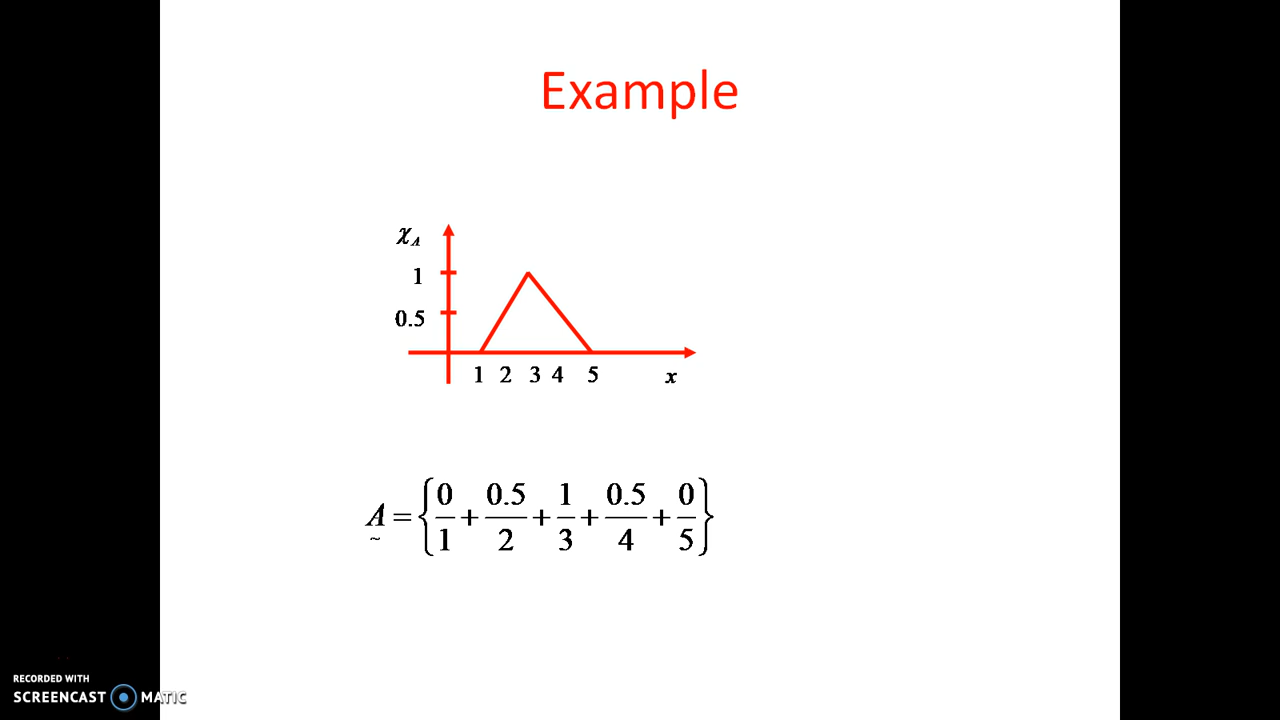 Example
χA
1
0.5
1 2 3 4 5 x
A = {0/1 + 0.5/2 + 1/3 + 0.5/4 + 0/5}
~
RECORDED WITH
SCREENCAST MATIC